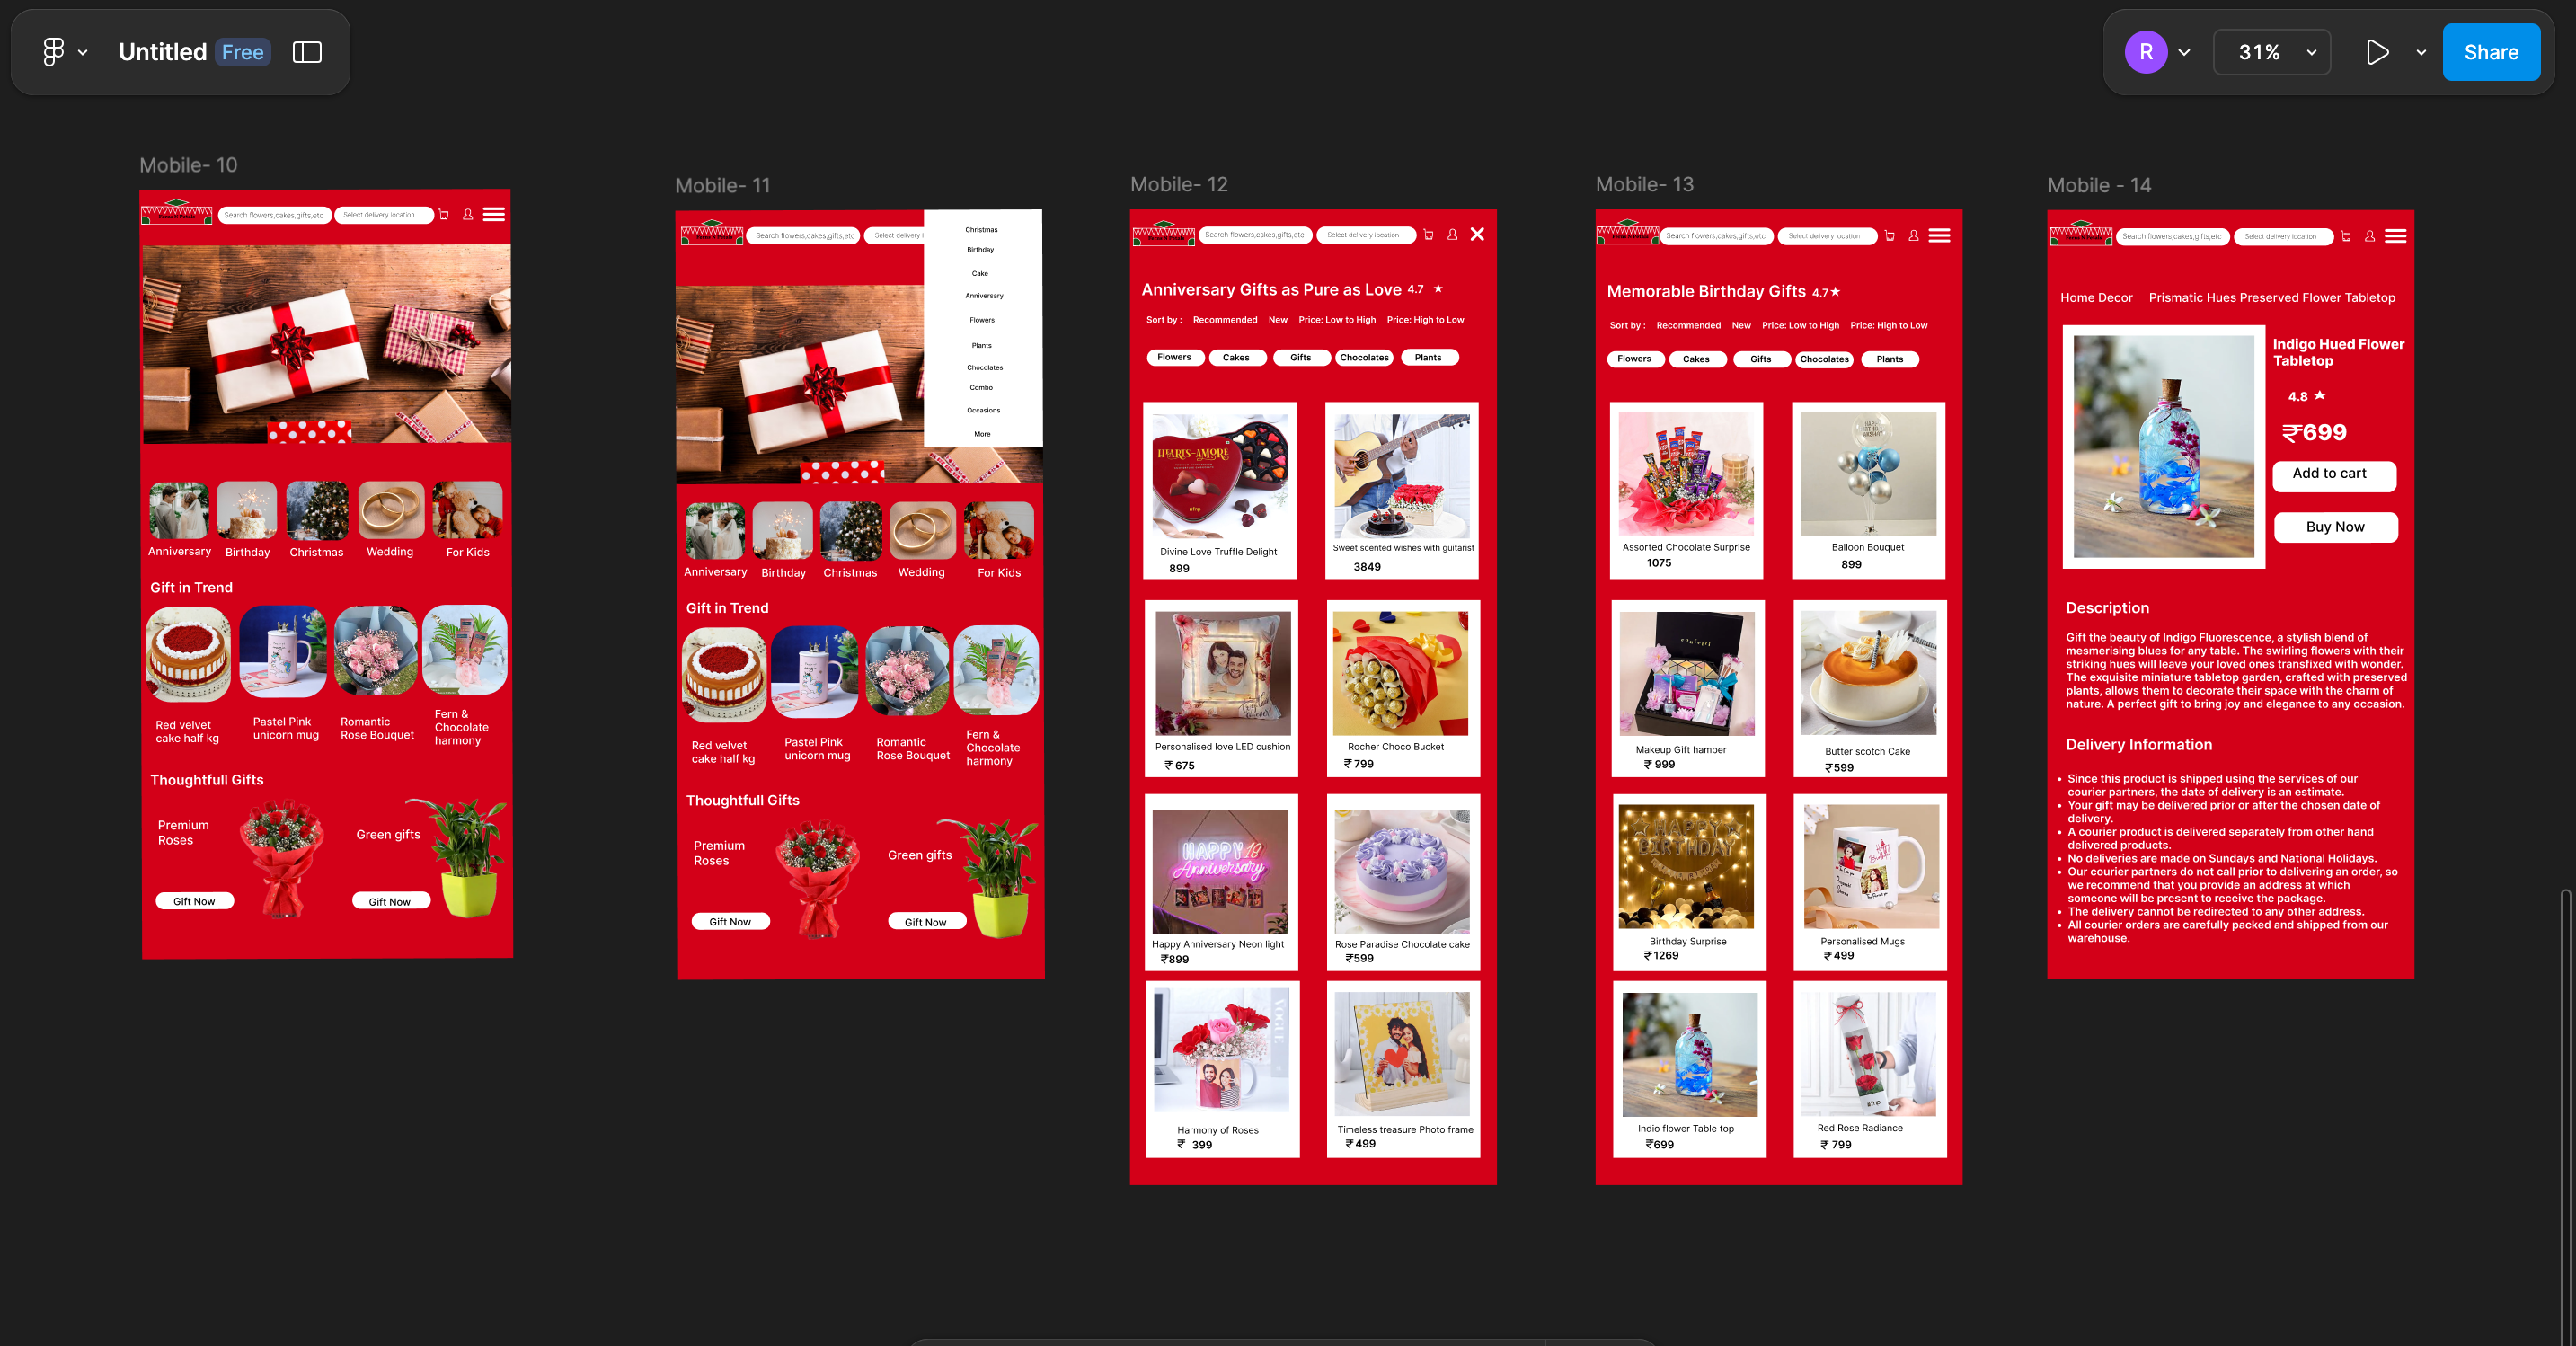 Untitled Free
R
31%
Share
Mobile- 10
Search flowers,cakes,gifts,etc
Select delivery location
Anniversary
Birthday
Christmas
Wedding
For Kids
Gift in Trend
Red velvet
cake half kg
Pastel Pink
unicorn mug
Romantic
Rose Bouquet
Fern &
Chocolate
harmony
Thoughtfull Gifts
Premium
Roses
Green gifts
Gift Now
Gift Now
Mobile- 11
Search flowers,cakes,gifts,etc
Select delivery l
Christmas
Birthday
Cake
Anniversary
Flowers
Plants
Chocolates
Combo
Occasions
More
Anniversary
Birthday
Christmas
Wedding
For Kids
Gift in Trend
Red velvet
cake half kg
Pastel Pink
unicorn mug
Romantic
Rose Bouquet
Fern &
Chocolate
harmony
Thoughtfull Gifts
Premium
Roses
Green gifts
Gift Now
Gift Now
Mobile- 12
Search flowers,cakes,gifts,etc
Select delivery location
Anniversary Gifts as Pure as Love 4.7 ★
Sort by : Recommended New Price: Low to High Price: High to Low
Flowers Cakes Gifts Chocolates Plants
HEARTS-AMORÉ
Divine Love Truffle Delight
899
Sweet scented wishes with guitarist
3849
Personalised love LED cushion
₹ 675
Rocher Choco Bucket
₹ 799
HAPPY
Anniversary
Happy Anniversary Neon light
₹899
Rose Paradise Chocolate cake
₹599
VOGUE
Harmony of Roses
₹ 399
Timeless treasure Photo frame
₹499
Mobile- 13
Search flowers,cakes,gifts,etc
Select delivery location
Memorable Birthday Gifts 4.7★
Sort by : Recommended New Price: Low to High Price: High to Low
Flowers Cakes Gifts Chocolates Plants
Assorted Chocolate Surprise
1075
Balloon Bouquet
899
Makeup Gift hamper
₹ 999
Butter scotch Cake
₹599
HAPPY
BIRTHDAY
Birthday Surprise
₹1269
Personalised Mugs
₹499
Indio flower Table top
₹699
fnp
Red Rose Radiance
₹ 799
Mobile - 14
Search flowers,cakes,gifts,etc
Select delivery location
Home Decor Prismatic Hues Preserved Flower Tabletop
Indigo Hued Flower
Tabletop
4.8 ★
₹699
Add to cart
Buy Now
Description
Gift the beauty of Indigo Fluorescence, a stylish blend of
mesmerising blues for any table. The swirling flowers with their
striking hues will leave your loved ones transfixed with wonder.
The exquisite miniature tabletop garden, crafted with preserved
plants, allows them to decorate their space with the charm of
nature. A perfect gift to bring joy and elegance to any occasion.
Delivery Information
• Since this product is shipped using the services of our
courier partners, the date of delivery is an estimate.
• Your gift may be delivered prior or after the chosen date of
delivery.
• A courier product is delivered separately from other hand
delivered products.
• No deliveries are made on Sundays and National Holidays.
• Our courier partners do not call prior to delivering an order, so
we recommend that you provide an address at which
someone will be present to receive the package.
• The delivery cannot be redirected to any other address.
• All courier orders are carefully packed and shipped from our
warehouse.